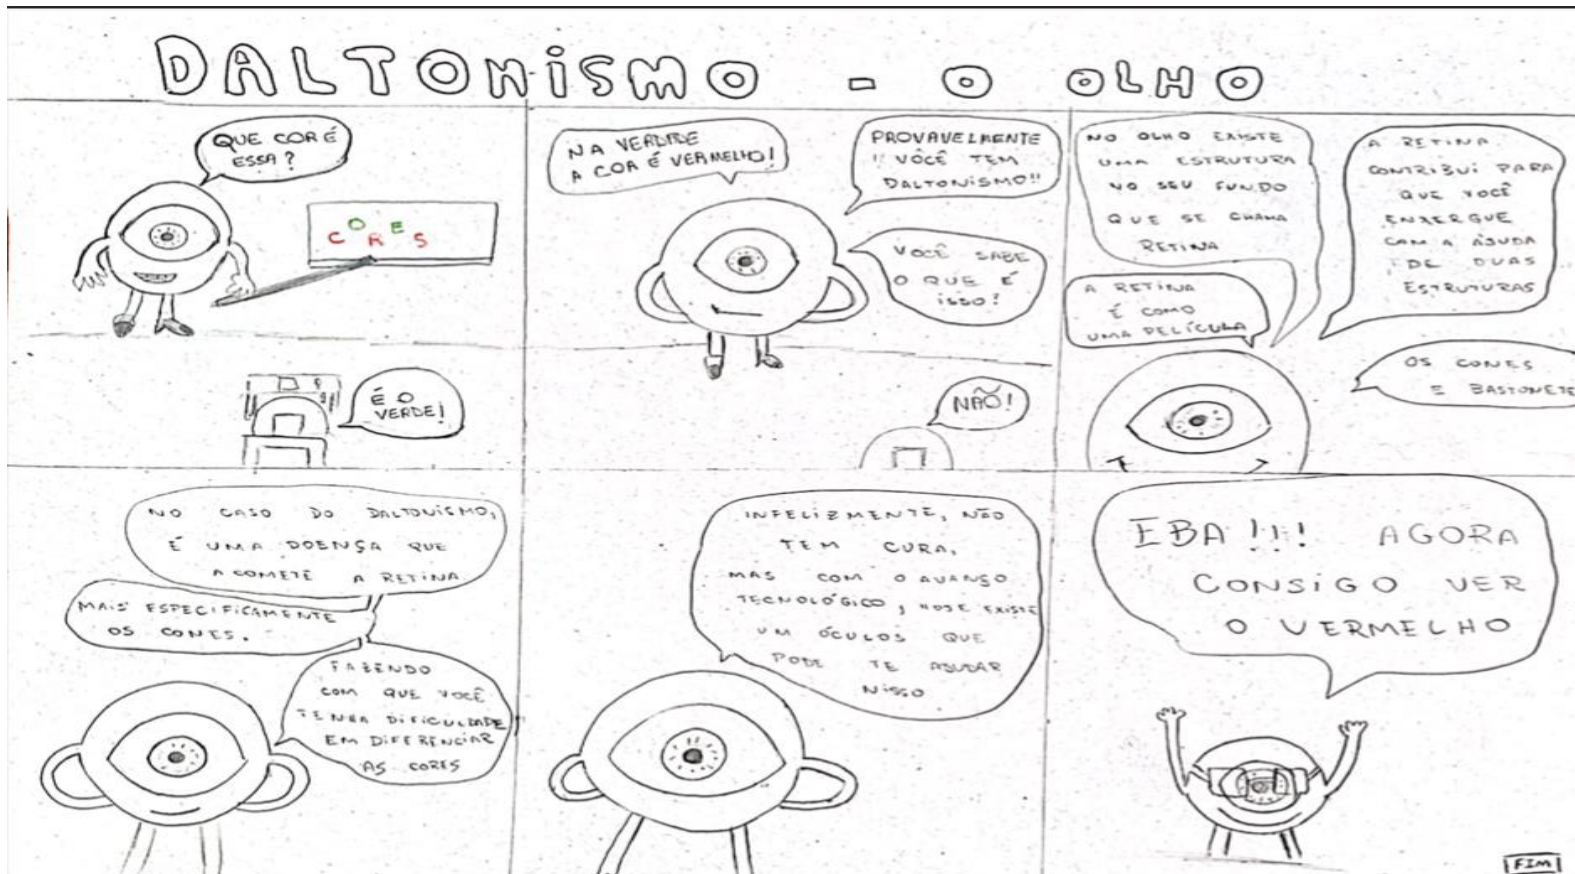 DALTONISMO - O OLHO
QUE COR É
ESSA?
CORES
É O
VERDE!
NA VERDADE
A COR É VERMELHO!
PROVAVELMENTE
VOCÊ TEM
DALTONISMO!!
VOCÊ SABE
O QUE É
ISSO!
NÃO!
NO OLHO EXISTE
UMA ESTRUTURA
NO SEU FUNDO
QUE SE CHAMA
RETINA
A RETINA
É COMO
UMA PELÍCULA
A RETINA
CONTRIBUI PARA
QUE VOCÊ
ENXERGUE
COM A AJUDA
DE DUAS
ESTRUTURAS
OS CONES
E BASTONETE
NO CASO DO DALTONISMO,
É UMA DOENÇA QUE
ACOMETE A RETINA
MAIS ESPECIFICAMENTE
OS CONES.
FAZENDO
COM QUE VOCÊ
TENHA DIFICULDADE
EM DIFERENCIAR
AS CORES
INFELIZMENTE, NÃO
TEM CURA,
MAS COM O AVANÇO
TECNOLÓGICO, HOJE EXISTE
UM ÓCULOS QUE
PODE TE AJUDAR
NISSO
EBA!!! AGORA
CONSIGO VER
O VERMELHO
FIM